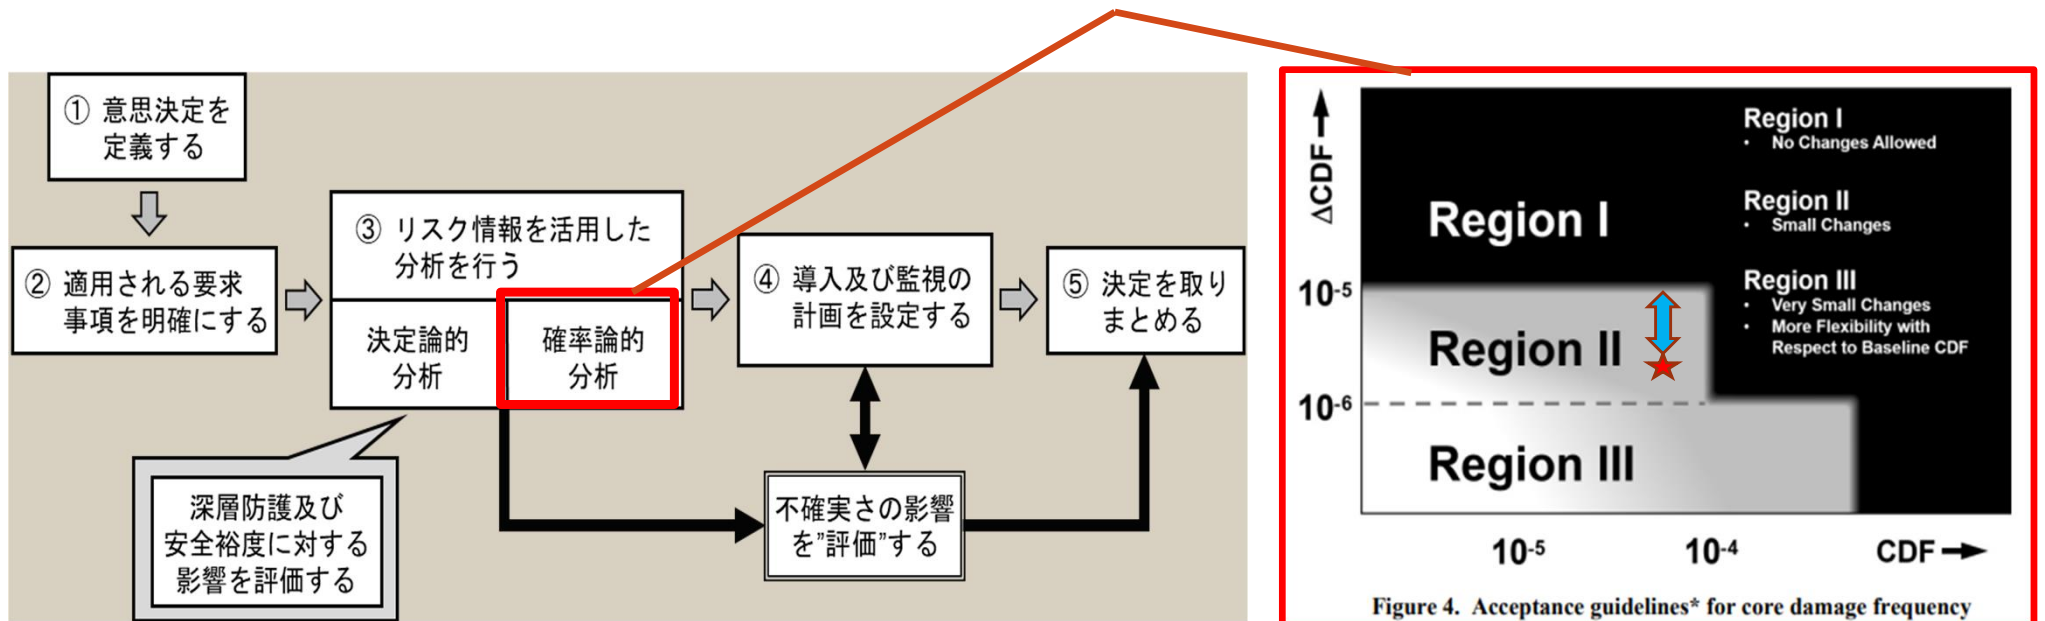 ① 意思決定を
定義する
② 適用される要求
事項を明確にする
③ リスク情報を活用した
分析を行う
決定論的
分析
確率論的
分析
④ 導入及び監視の
計画を設定する
⑤ 決定を取り
まとめる
深層防護及び
安全裕度に対する
影響を評価する
不確実さの影響
を”評価”する
ΔCDF
Region I
• No Changes Allowed
Region II
• Small Changes
Region III
• Very Small Changes
• More Flexibility with
Respect to Baseline CDF
Region I
10-5
Region II
10-6
Region III
10-5
10-4
CDF
Figure 4. Acceptance guidelines* for core damage frequency